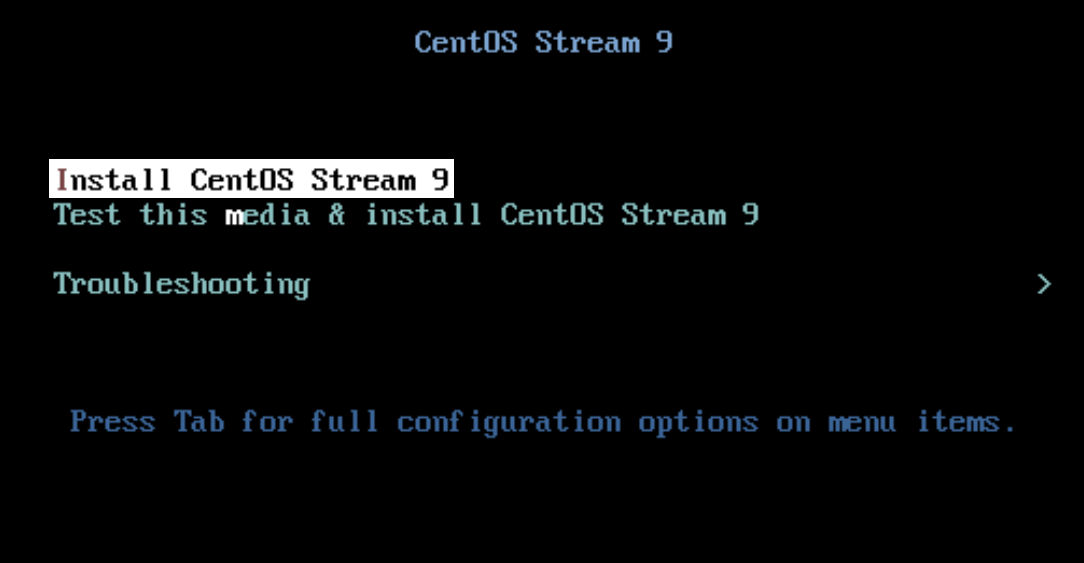 CentOS Stream 9
Install CentOS Stream 9
Test this media & install CentOS Stream 9
Troubleshooting >
Press Tab for full configuration options on menu items.